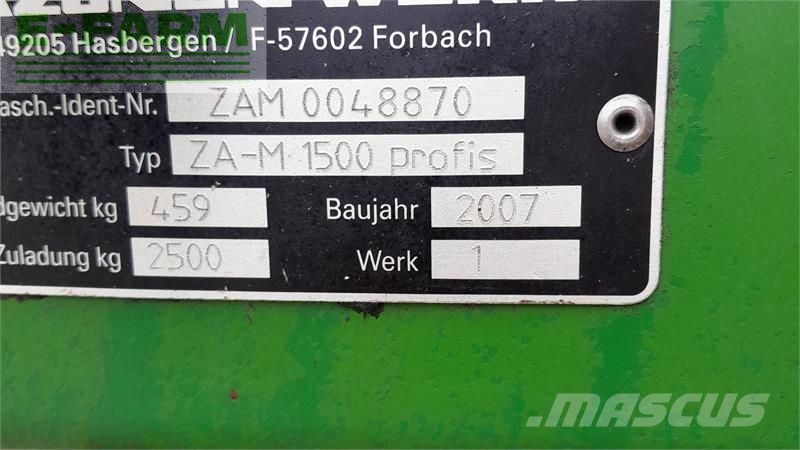 E-FARM
49205 Hasbergen / F-57602 Forbach
asch.-Ident-Nr. ZAM 0048870
Typ ZA-M 1500 profis
dgewicht kg 459 Baujahr 2007
Zuladung kg 2500 Werk 1
MASCUS